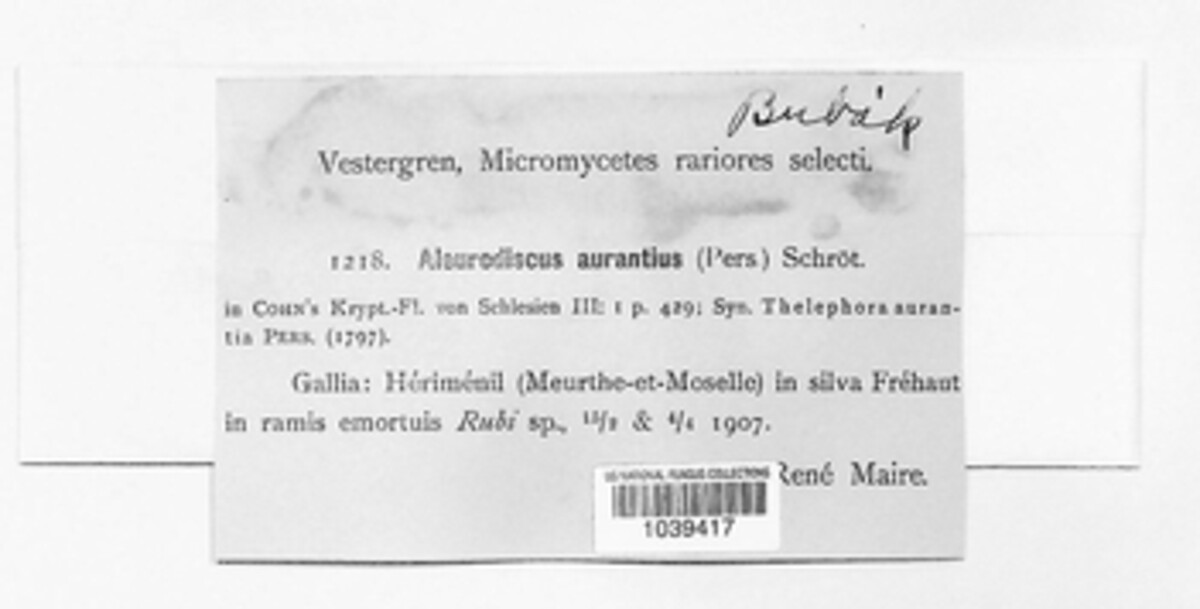 Bubák
Vestergren, Micromycetes rariores selecti.
1218. Aleurodiscus aurantius (Pers.) Schröt.
in COHN's Krypt.-Fl. von Schlesien III: 1 p. 429; Syn. Thelephora auran-
tia PERS. (1797).
Gallia: Hériménil (Meurthe-et-Moselle) in silva Fréhaut
in ramis emortuis Rubi sp., & 1907.
René Maire.
US NATIONAL FUNGUS COLLECTIONS
1039417